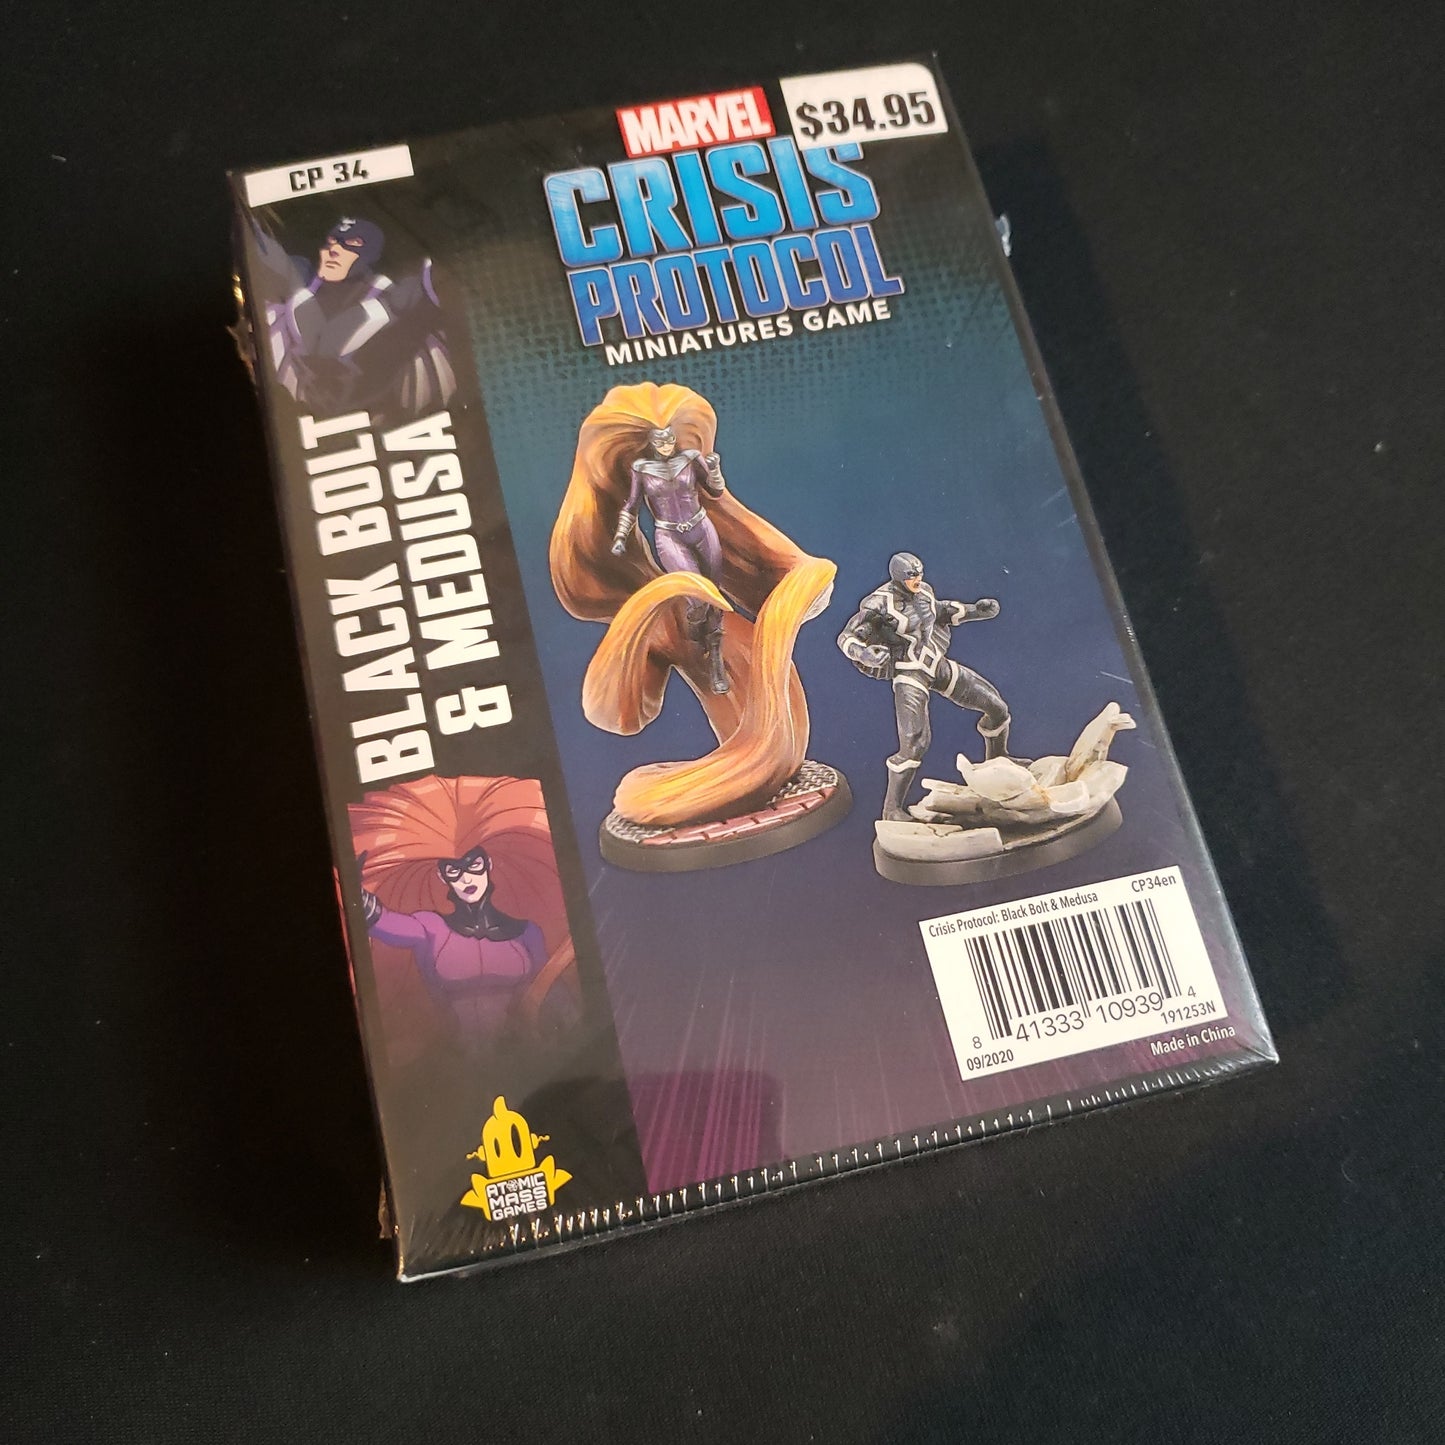 CP 34
MARVEL
$34.95
CRISIS
PROTOCOL
MINIATURES GAME
BLACK BOLT
& MEDUSA
Crisis Protocol: Black Bolt & Medusa
CP34en
8 41333 10939 4
09/2020
191253N
Made in China
ATOMIC
MASS
GAMES